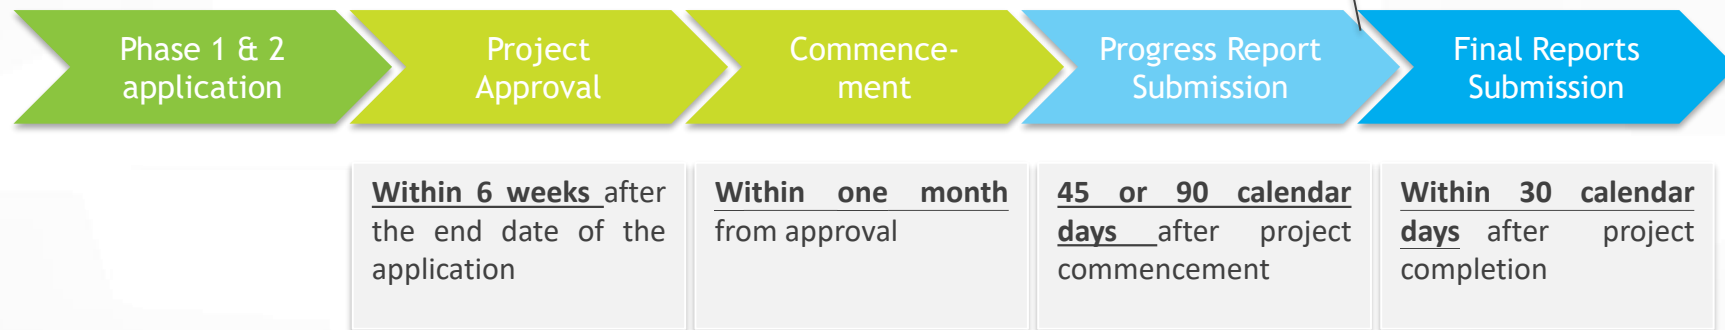 Phase 1 & 2
application
Project
Approval
Commence-
ment
Progress Report
Submission
Final Reports
Submission
Within 6 weeks after
the end date of the
application
Within one month
from approval
45 or 90 calendar
days after project
commencement
Within 30 calendar
days after project
completion